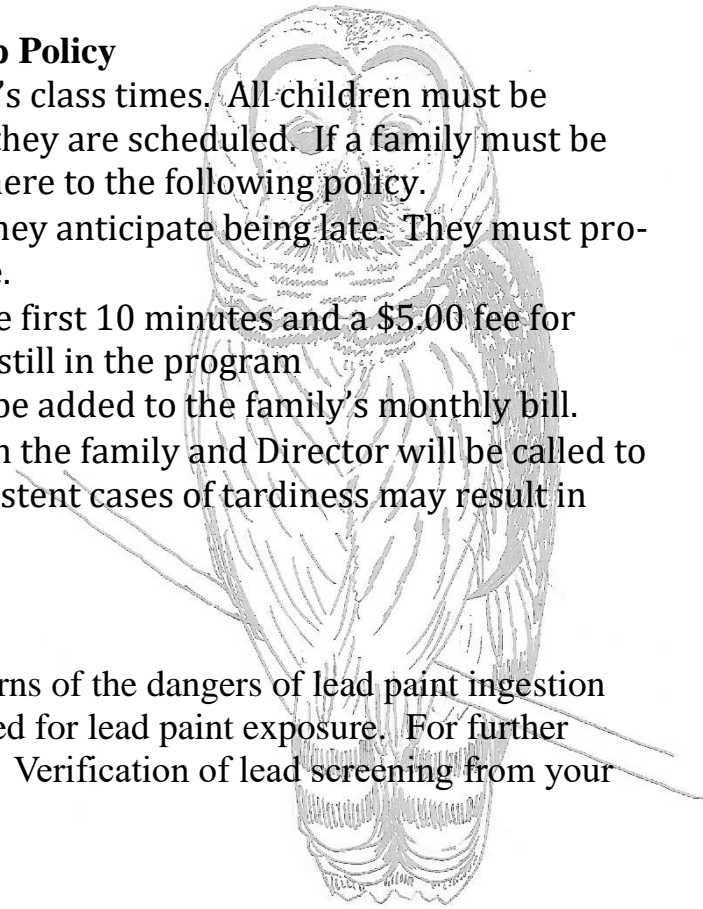 p Policy
’s class times.  All children must be
they are scheduled.  If a family must be
here to the following policy.
hey anticipate being late.  They must pro-
e.
e first 10 minutes and a $5.00 fee for
still in the program
be added to the family’s monthly bill.
n the family and Director will be called to
istent cases of tardiness may result in
rns of the dangers of lead paint ingestion
ed for lead paint exposure.  For further
Verification of lead screening from your